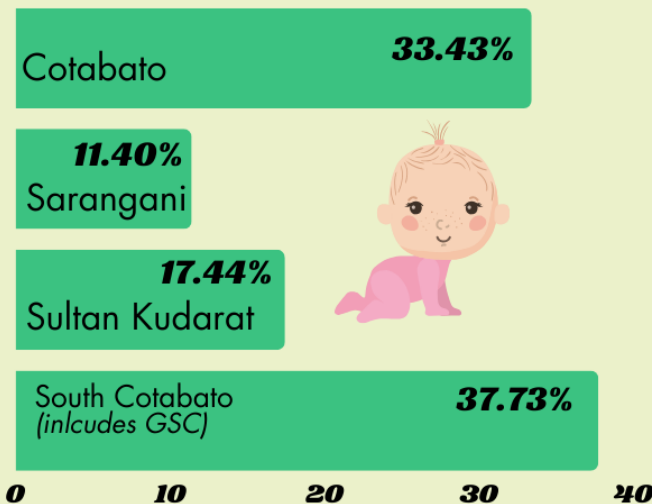 33.43%
Cotabato
11.40%
Sarangani
17.44%
Sultan Kudarat
South Cotabato
37.73%
(inlcudes GSC)
0 10 20 30 40